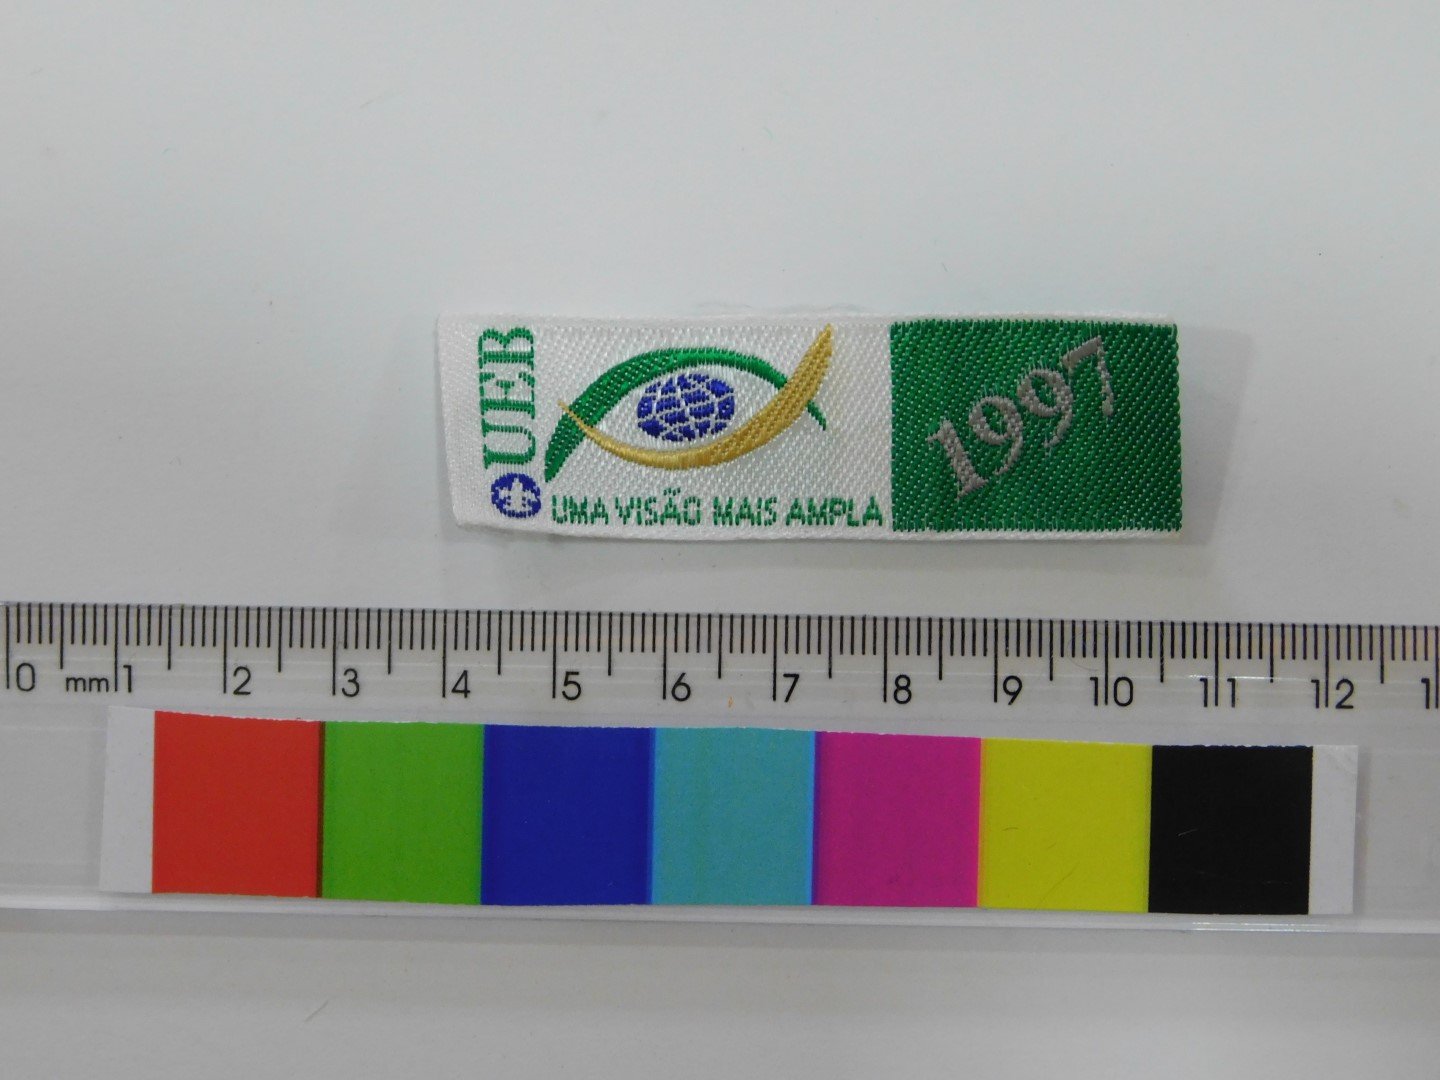 UEB
UMA VISÃO MAIS AMPLA
1997
0 mm 1 2 3 4 5 6 7 8 9 10 11 12